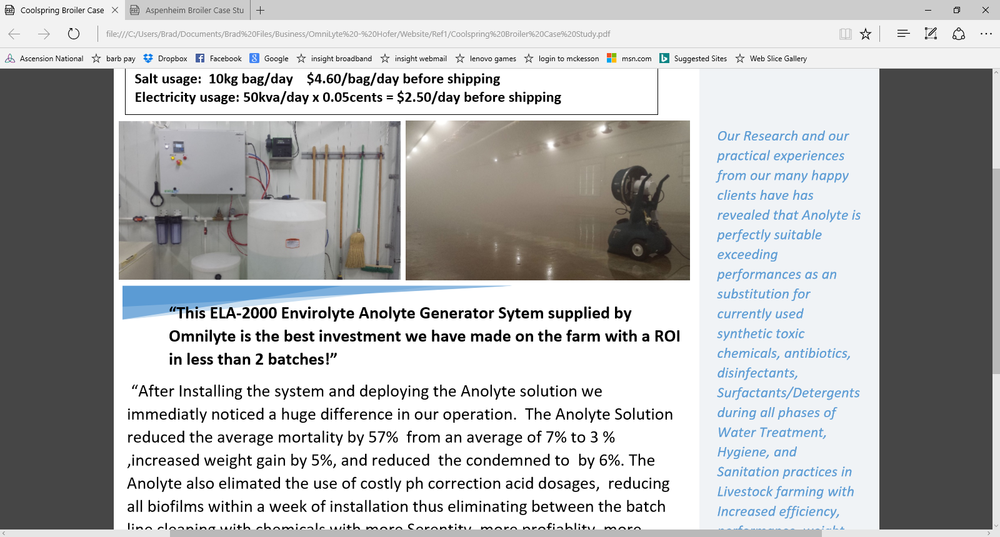 Coolspring Broiler Case
Aspenheim Broiler Case Stu
file:///C:/Users/Brad/Documents/Brad%20Files/Business/OmniLyte%20-%20Hofer/Website/Ref1/Coolspring%20Broiler%20Case%20Study.pdf
Ascension National barb pay Dropbox Facebook Google insight broadband insight webmail lenovo games login to mckesson msn.com Suggested Sites Web Slice Gallery
Salt usage:  10kg bag/day    $4.60/bag/day before shipping
Electricity usage: 50kva/day x 0.05cents = $2.50/day before shipping
“This ELA-2000 Envirolyte Anolyte Generator Sytem supplied by
Omnilyte is the best investment we have made on the farm with a ROI
in less than 2 batches!”
“After Installing the system and deploying the Anolyte solution we
immediatly noticed a huge difference in our operation.  The Anolyte Solution
reduced the average mortality by 57%  from an average of 7% to 3 %
,increased weight gain by 5%, and reduced  the condemned to  by 6%. The
Anolyte also elimated the use of costly ph correction acid dosages,  reducing
all biofilms within a week of installation thus eliminating between the batch
line cleaning with chemicals with more Serentity, more profiablity, more
Our Research and our
practical experiences
from our many happy
clients have has
revealed that Anolyte is
perfectly suitable
exceeding
performances as an
substitution for
currently used
synthetic toxic
chemicals, antibiotics,
disinfectants,
Surfactants/Detergents
during all phases of
Water Treatment,
Hygiene, and
Sanitation practices in
Livestock farming with
Increased efficiency,
performance, weight